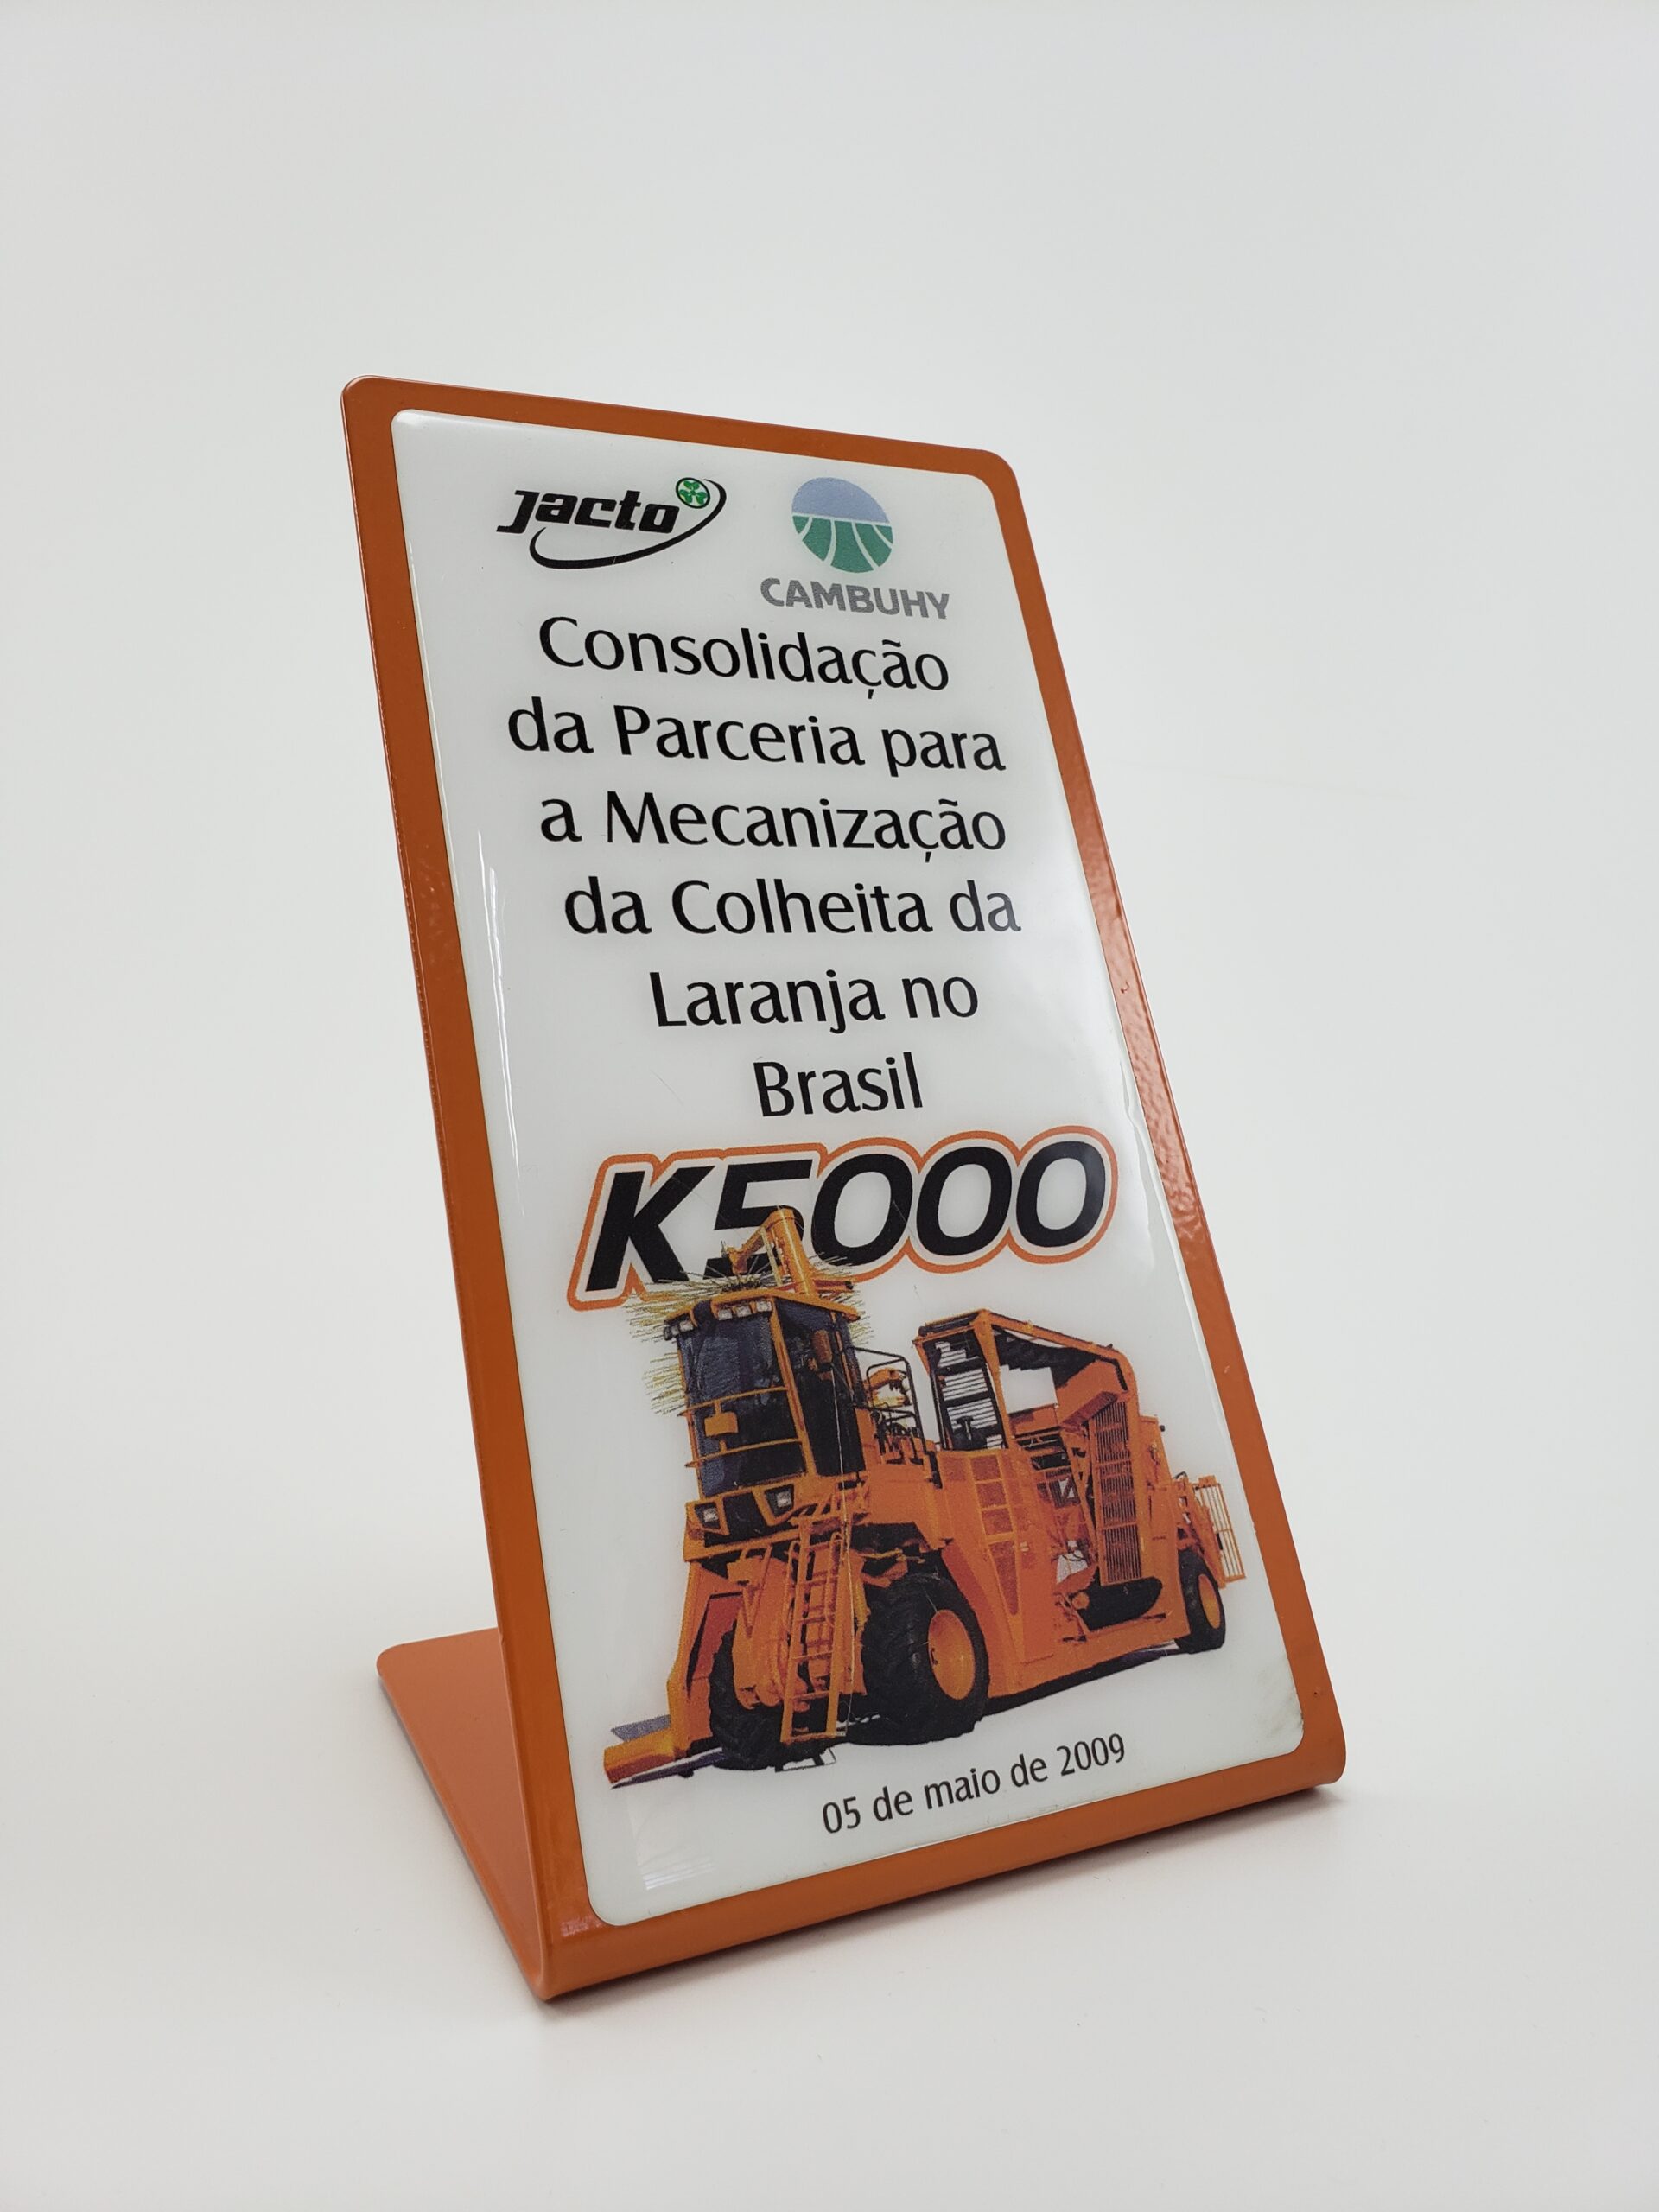 Jacto
CAMBUHY
Consolidação
da Parceria para
a Mecanização
da Colheita da
Laranja no
Brasil
K5000
05 de maio de 2009